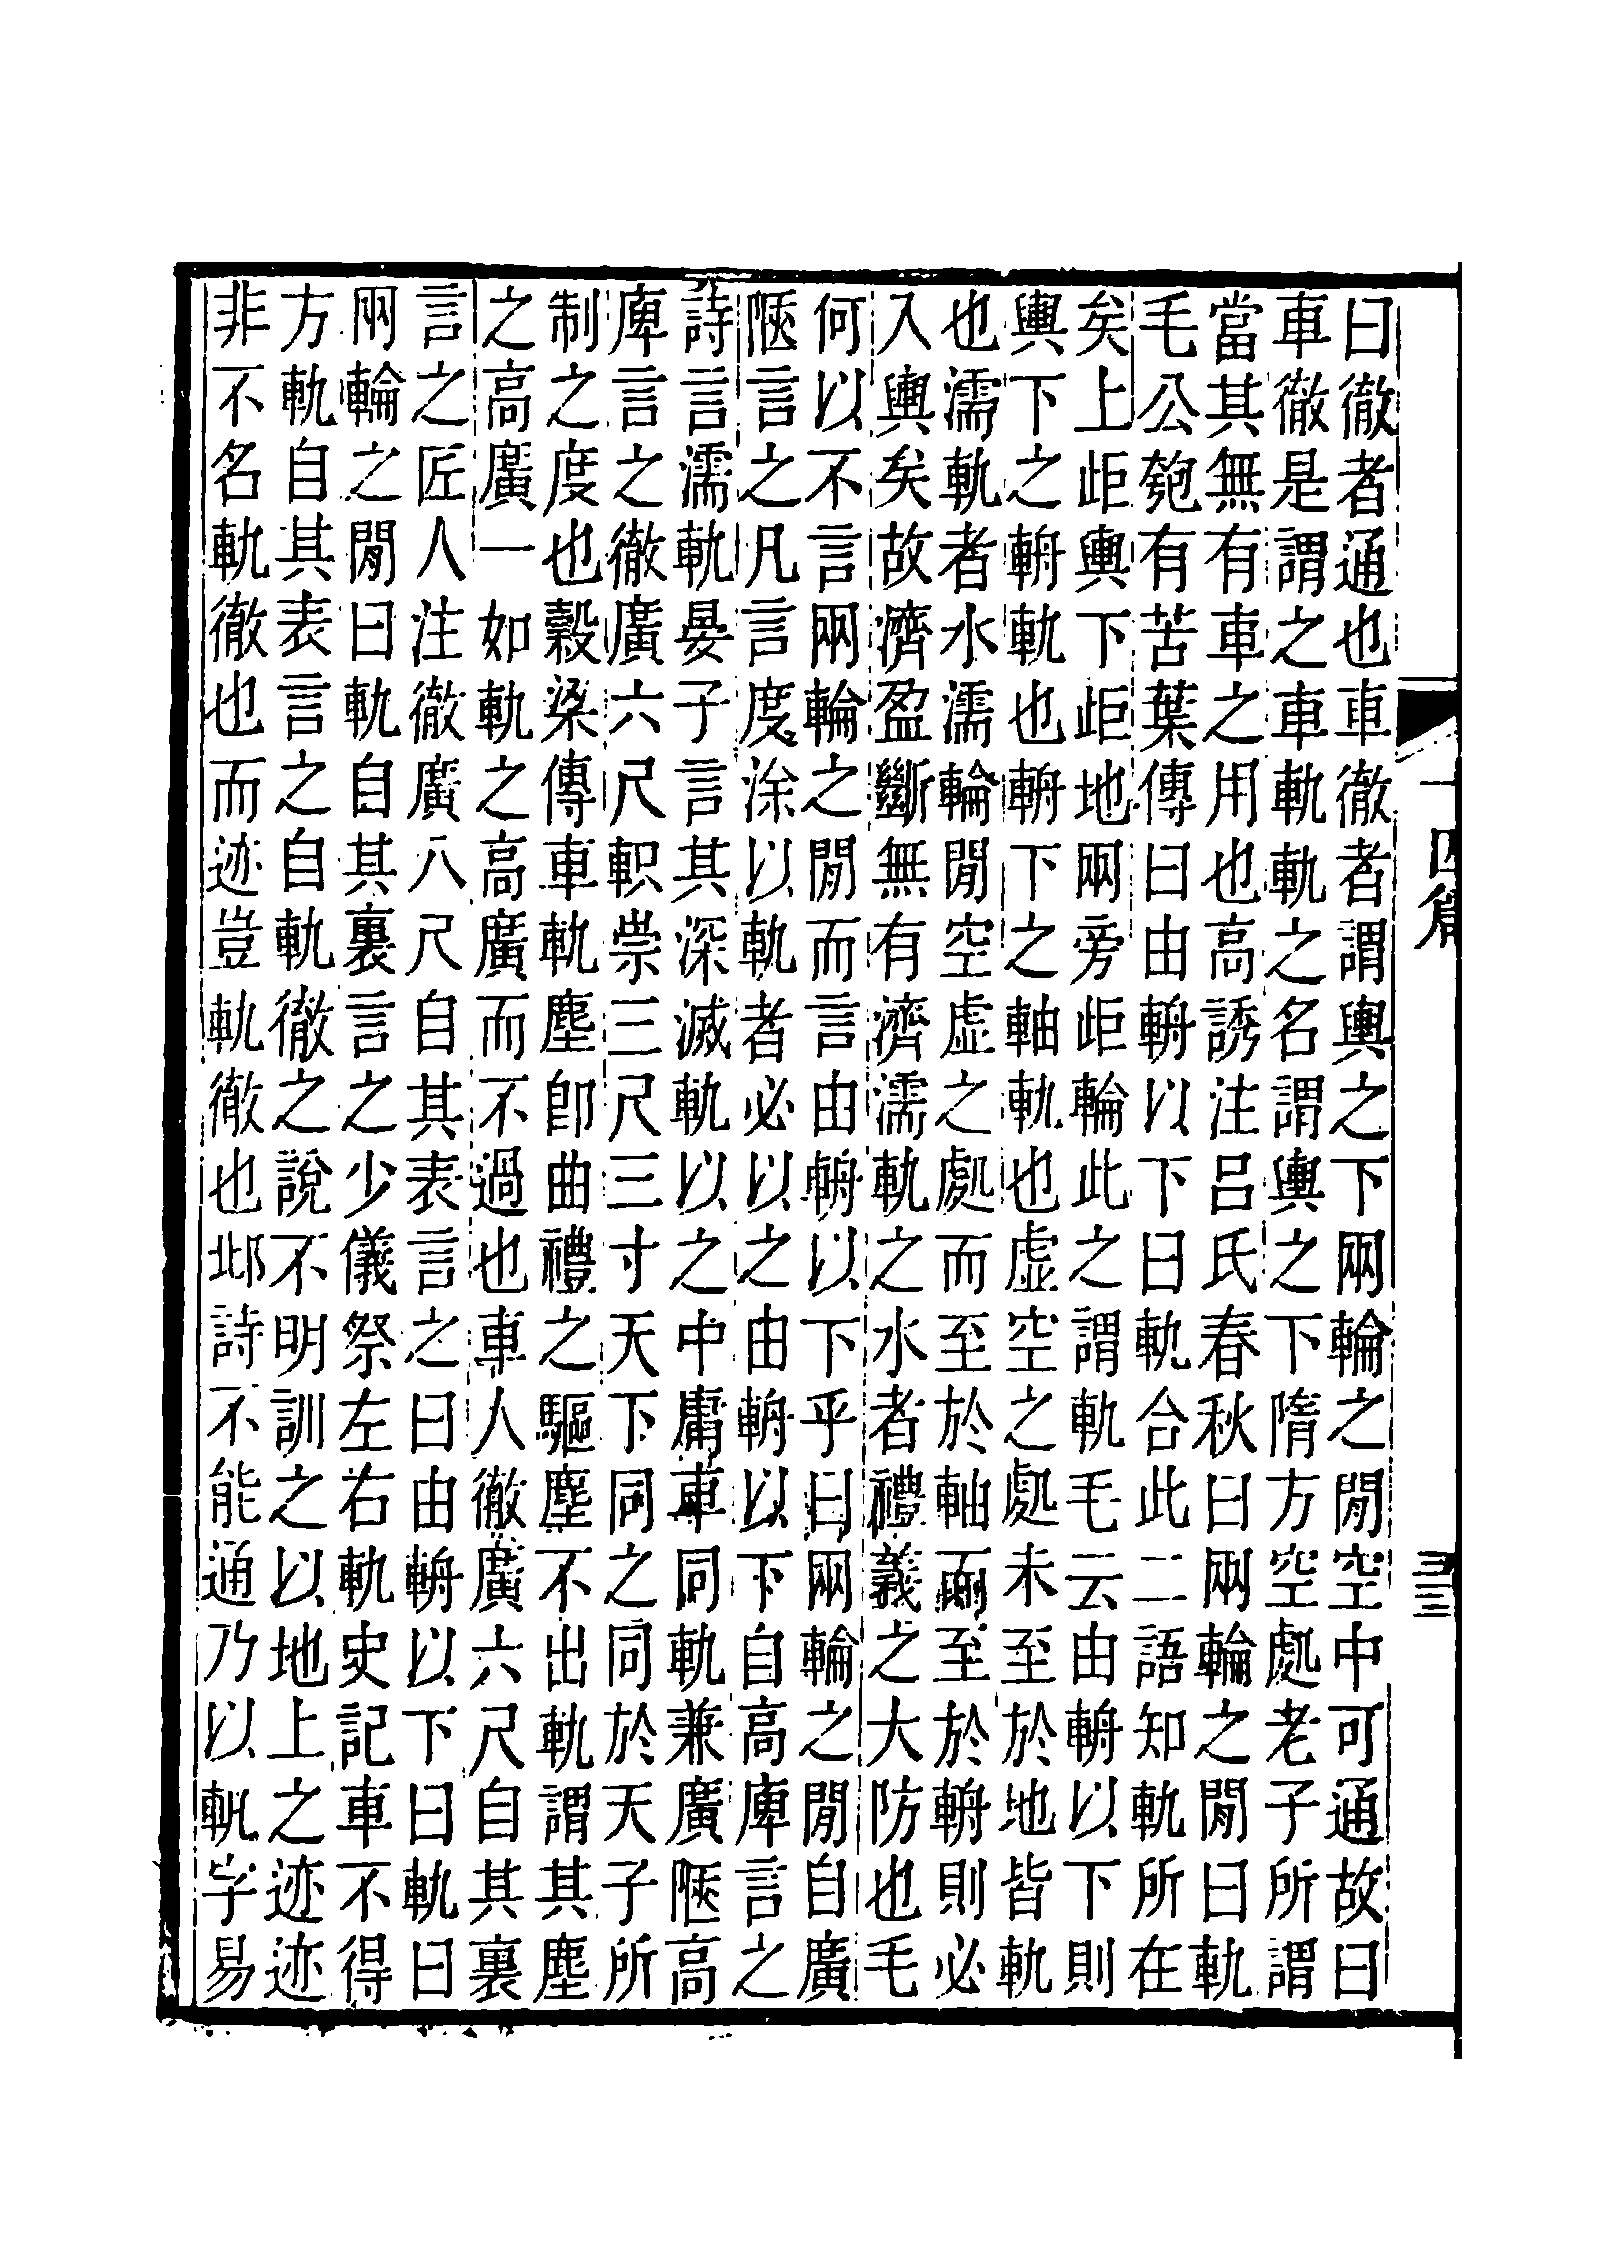 曰徹者通也車徹者謂輿之下兩輪之閒空中可通故曰
車徹是謂之車軌軌之名謂輿之下隋方空處老子所謂
當其無有車之用也高誘注呂氏春秋曰兩輪之閒曰軌
毛公匏有苦葉傳曰由輈以下曰軌合此二語知軌所在
矣上歫輿下歫地兩旁歫輪此之謂軌毛云由輈以下則
輿下之輈軌也輈下之軸軌也虛空之處未至於地皆軌
也濡軌者水濡輪閒空虛之處而至於軸而至於輈則必
入輿矣故濟盈斷無有濟濡軌之水者禮義之大防也毛
何以不言兩輪之閒而言由輈以下乎曰兩輪之閒自廣
陿言之凡言度涂以軌者必以之由輈以下自高庳言之
詩言濡軌晏子言其深滅軌以之中庸車同軌兼廣陿高
庳言之徹廣六尺軹崇三尺三寸天下同之同於天子所
制之度也穀梁傳車軌塵卽曲禮之驅塵不出軌謂其塵
之高廣一如軌之高廣而不過也車人徹廣六尺自其裏
言之匠人注徹廣八尺自其表言之曰由輈以下曰軌曰
兩輪之閒曰軌自其裏言之少儀祭左右軌史記車不得
方軌自其表言之自軌徹之說不明訓之以地上之迹迹
非不名軌徹也而迹豈軌徹也邶詩不能通乃以軓字易